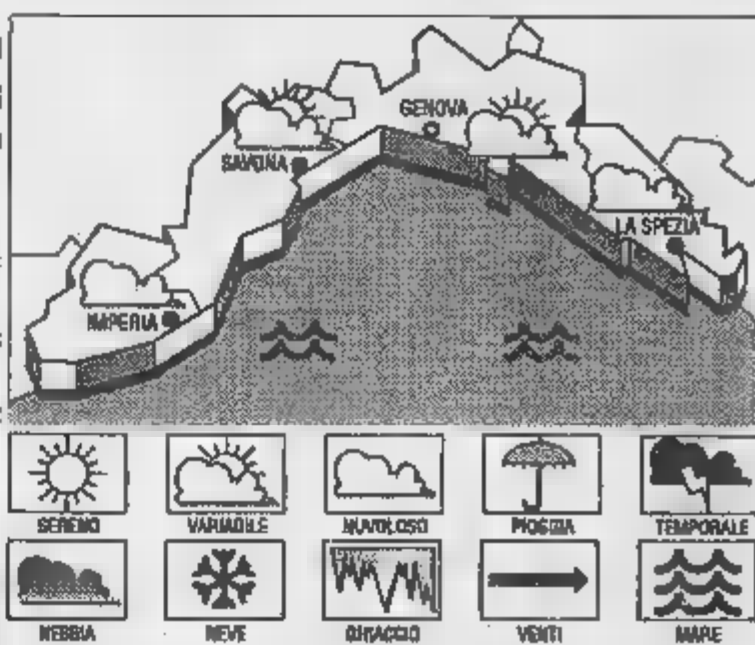 GENOVA
SAVONA
LA SPEZIA
IMPERIA
SERENO VARIABILE NUVOLOSO PIOGGIA TEMPORALE
NEBBIA NEVE GHIACCIO VENTI MARE